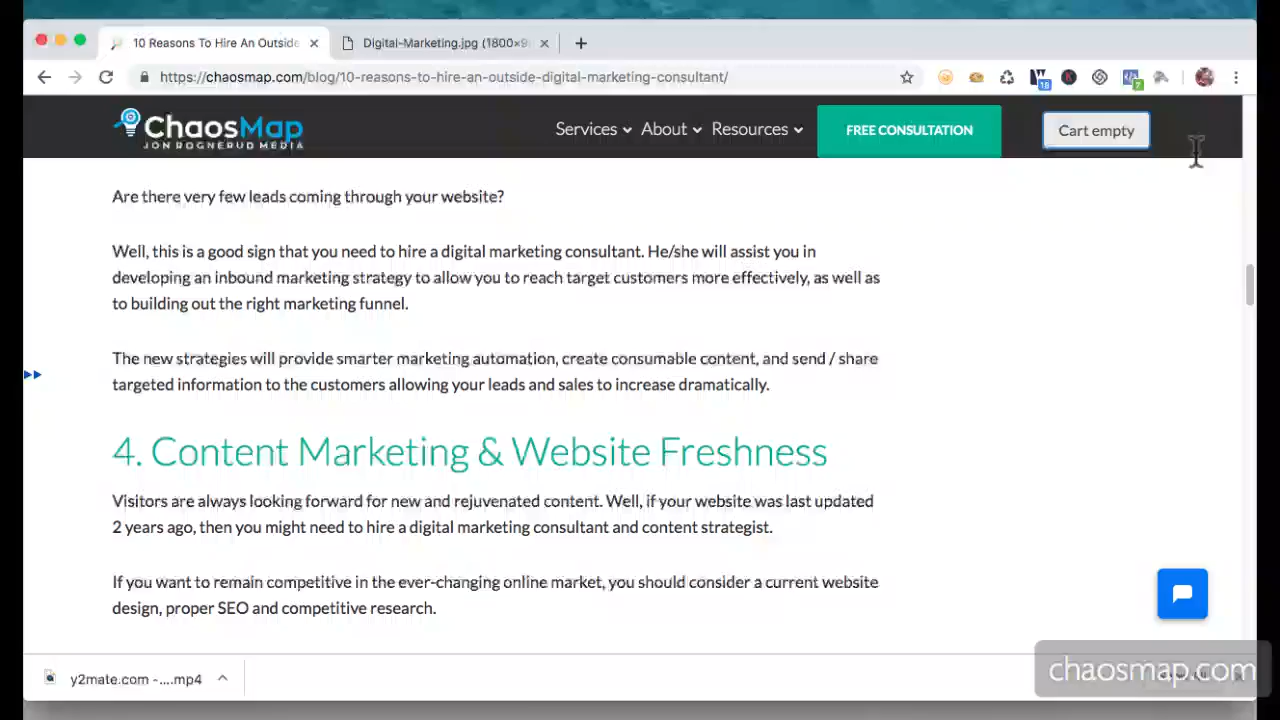 10 Reasons To Hire An Outside
Digital-Marketing.jpg (1800×9
https://chaosmap.com/blog/10-reasons-to-hire-an-outside-digital-marketing-consultant/
18
7
ChaosMap
JON ROGNERUD MEDIA
Services
About
Resources
FREE CONSULTATION
Cart empty
Are there very few leads coming through your website?
Well, this is a good sign that you need to hire a digital marketing consultant. He/she will assist you in
developing an inbound marketing strategy to allow you to reach target customers more effectively, as well as
to building out the right marketing funnel.
The new strategies will provide smarter marketing automation, create consumable content, and send / share
targeted information to the customers allowing your leads and sales to increase dramatically.
4. Content Marketing & Website Freshness
Visitors are always looking forward for new and rejuvenated content. Well, if your website was last updated
2 years ago, then you might need to hire a digital marketing consultant and content strategist.
If you want to remain competitive in the ever-changing online market, you should consider a current website
design, proper SEO and competitive research.
y2mate.com -....mp4
chaosmap.com